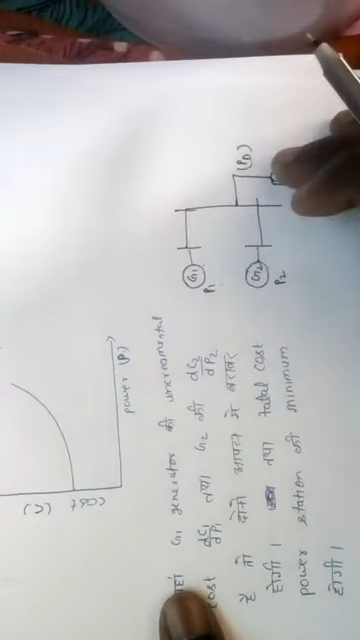 cost (C)
power (P)
G1
P1
G2
P2
(PD)
G1 generator की incremental
cost dC1/dP1 तथा G2 की dC2/dP2
है तो दोनों आपस में बराबर
होगी। तथा total cost
power station की minimum
होगी।